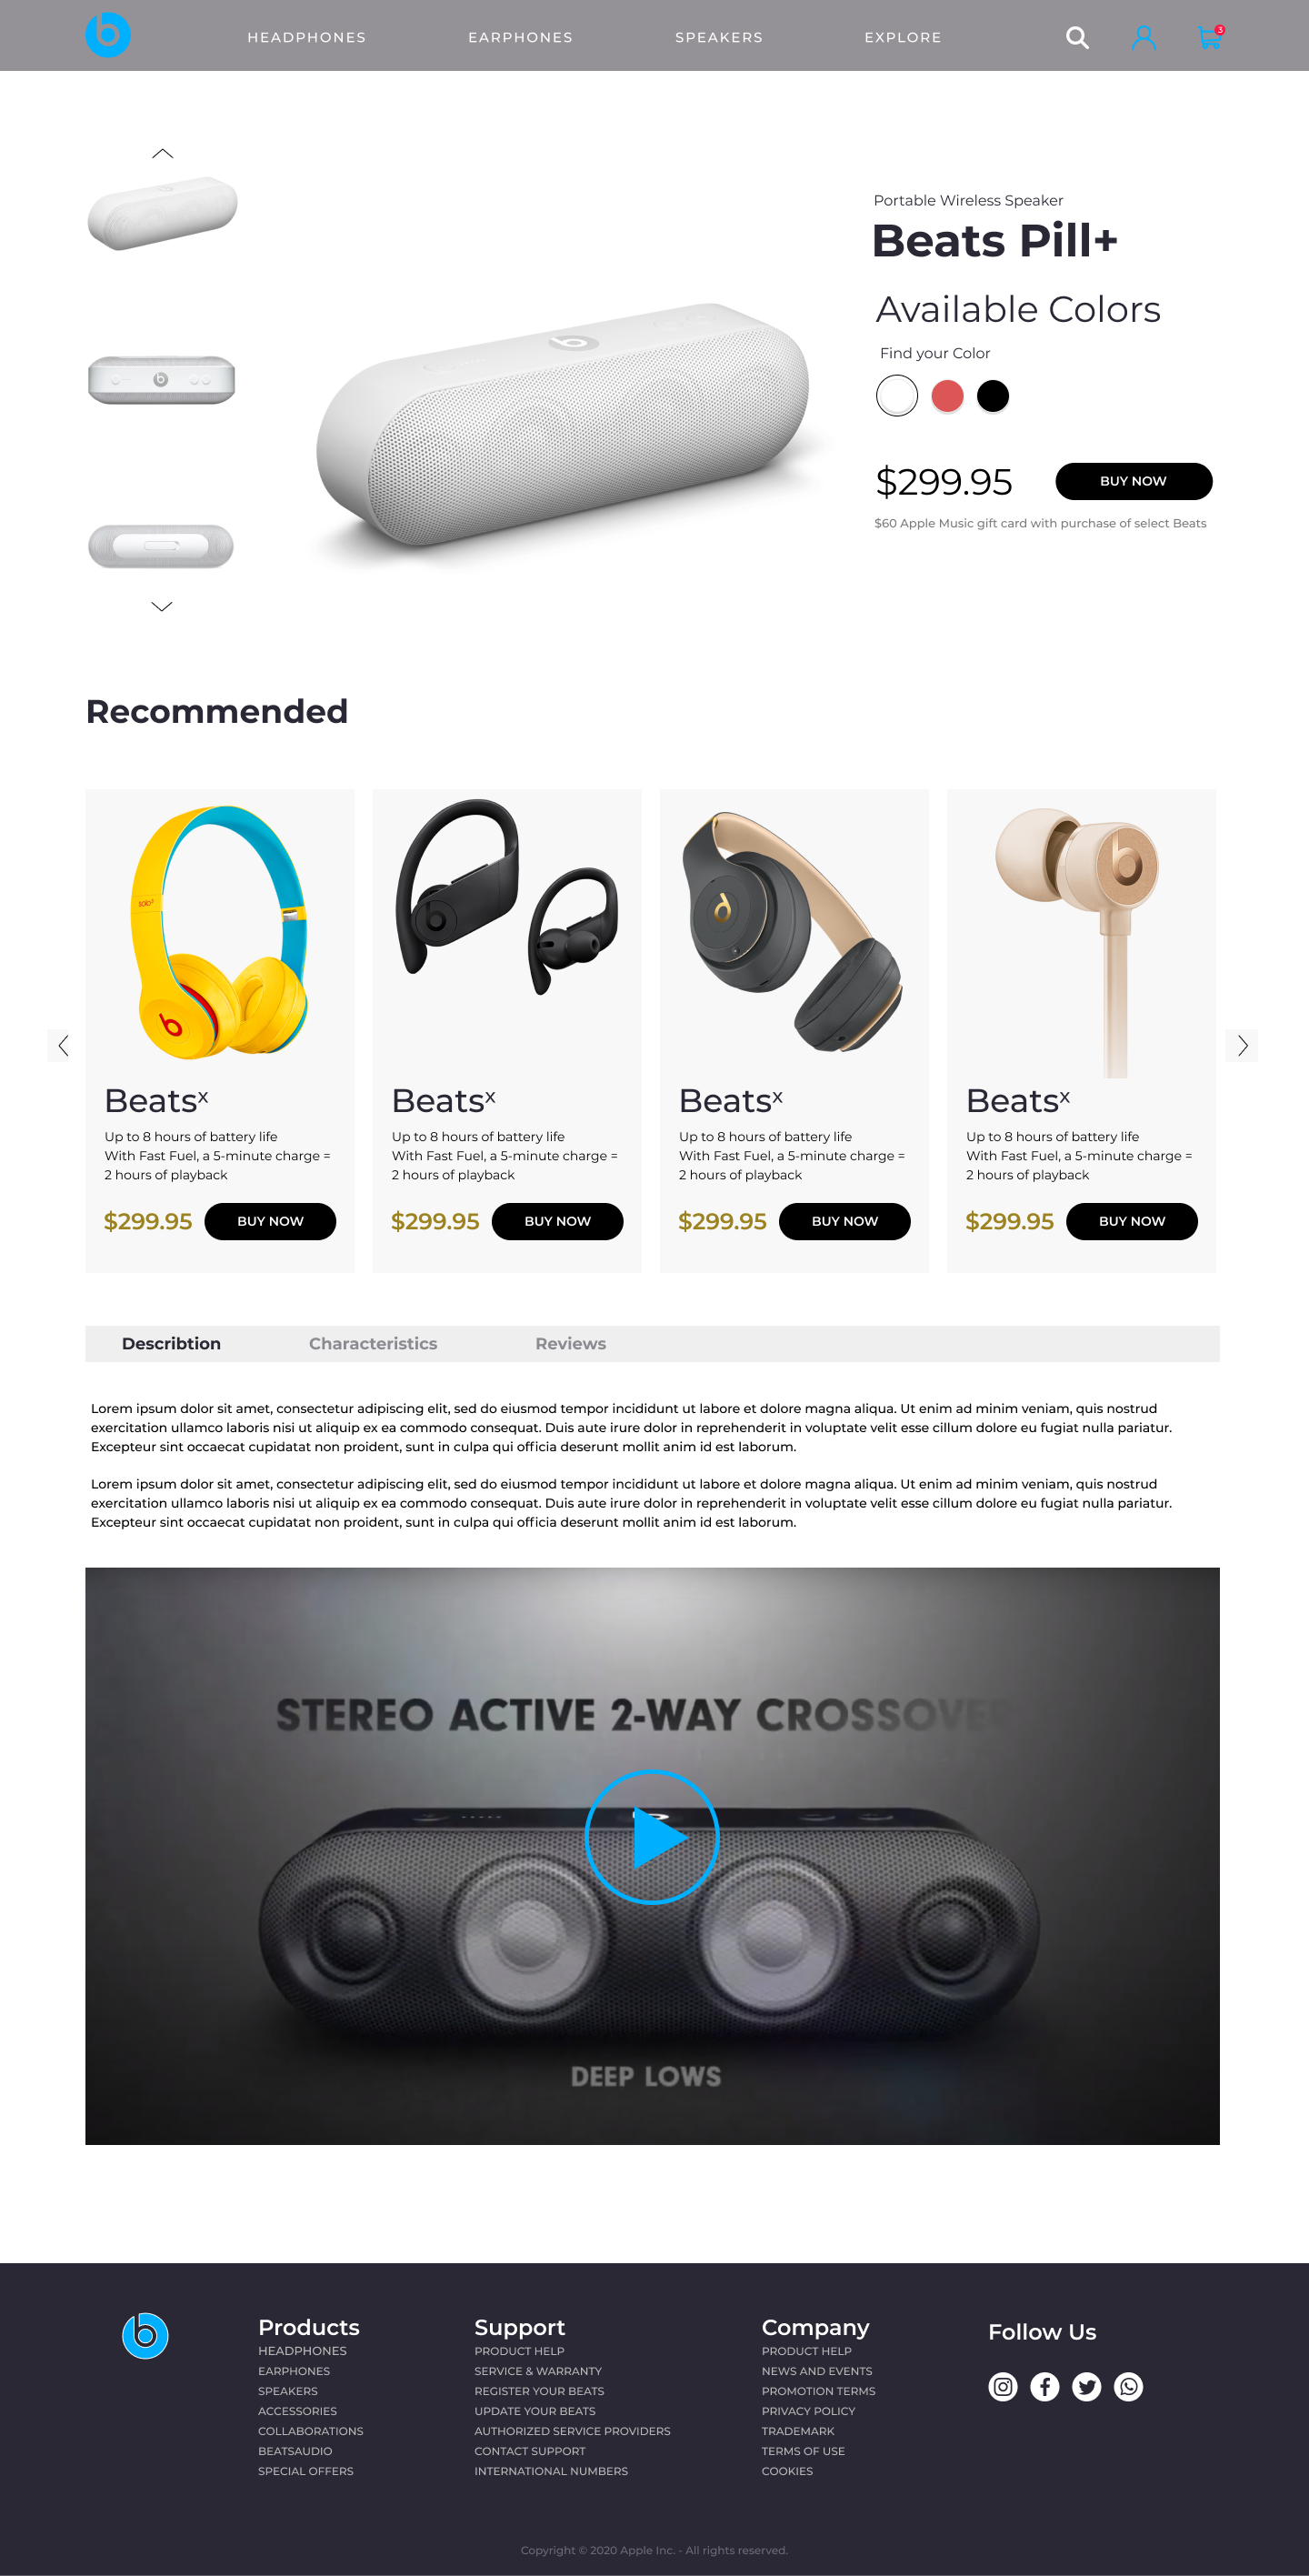 HEADPHONES
EARPHONES
SPEAKERS
EXPLORE
3
Portable Wireless Speaker
Beats Pill+
Available Colors
Find your Color
$299.95
BUY NOW
$60 Apple Music gift card with purchase of select Beats
Recommended
solo³
Beatsx
Up to 8 hours of battery life
With Fast Fuel, a 5-minute charge =
2 hours of playback
$299.95
BUY NOW
Beatsx
Up to 8 hours of battery life
With Fast Fuel, a 5-minute charge =
2 hours of playback
$299.95
BUY NOW
Beatsx
Up to 8 hours of battery life
With Fast Fuel, a 5-minute charge =
2 hours of playback
$299.95
BUY NOW
Beatsx
Up to 8 hours of battery life
With Fast Fuel, a 5-minute charge =
2 hours of playback
$299.95
BUY NOW
Describtion
Characteristics
Reviews
Lorem ipsum dolor sit amet, consectetur adipiscing elit, sed do eiusmod tempor incididunt ut labore et dolore magna aliqua. Ut enim ad minim veniam, quis nostrud
exercitation ullamco laboris nisi ut aliquip ex ea commodo consequat. Duis aute irure dolor in reprehenderit in voluptate velit esse cillum dolore eu fugiat nulla pariatur.
Excepteur sint occaecat cupidatat non proident, sunt in culpa qui officia deserunt mollit anim id est laborum.
Lorem ipsum dolor sit amet, consectetur adipiscing elit, sed do eiusmod tempor incididunt ut labore et dolore magna aliqua. Ut enim ad minim veniam, quis nostrud
exercitation ullamco laboris nisi ut aliquip ex ea commodo consequat. Duis aute irure dolor in reprehenderit in voluptate velit esse cillum dolore eu fugiat nulla pariatur.
Excepteur sint occaecat cupidatat non proident, sunt in culpa qui officia deserunt mollit anim id est laborum.
STEREO ACTIVE 2-WAY CROSSOVER
DEEP LOWS
Products
HEADPHONES
EARPHONES
SPEAKERS
ACCESSORIES
COLLABORATIONS
BEATSAUDIO
SPECIAL OFFERS
Support
PRODUCT HELP
SERVICE & WARRANTY
REGISTER YOUR BEATS
UPDATE YOUR BEATS
AUTHORIZED SERVICE PROVIDERS
CONTACT SUPPORT
INTERNATIONAL NUMBERS
Company
PRODUCT HELP
NEWS AND EVENTS
PROMOTION TERMS
PRIVACY POLICY
TRADEMARK
TERMS OF USE
COOKIES
Follow Us
Copyright © 2020 Apple Inc. - All rights reserved.